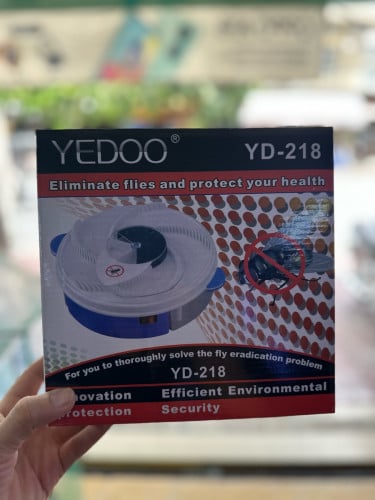 YEDOO® YD-218
Eliminate flies and protect your health
For you to thoroughly solve the fly eradication problem
YD-218
novation Efficient Environmental
rotection Security